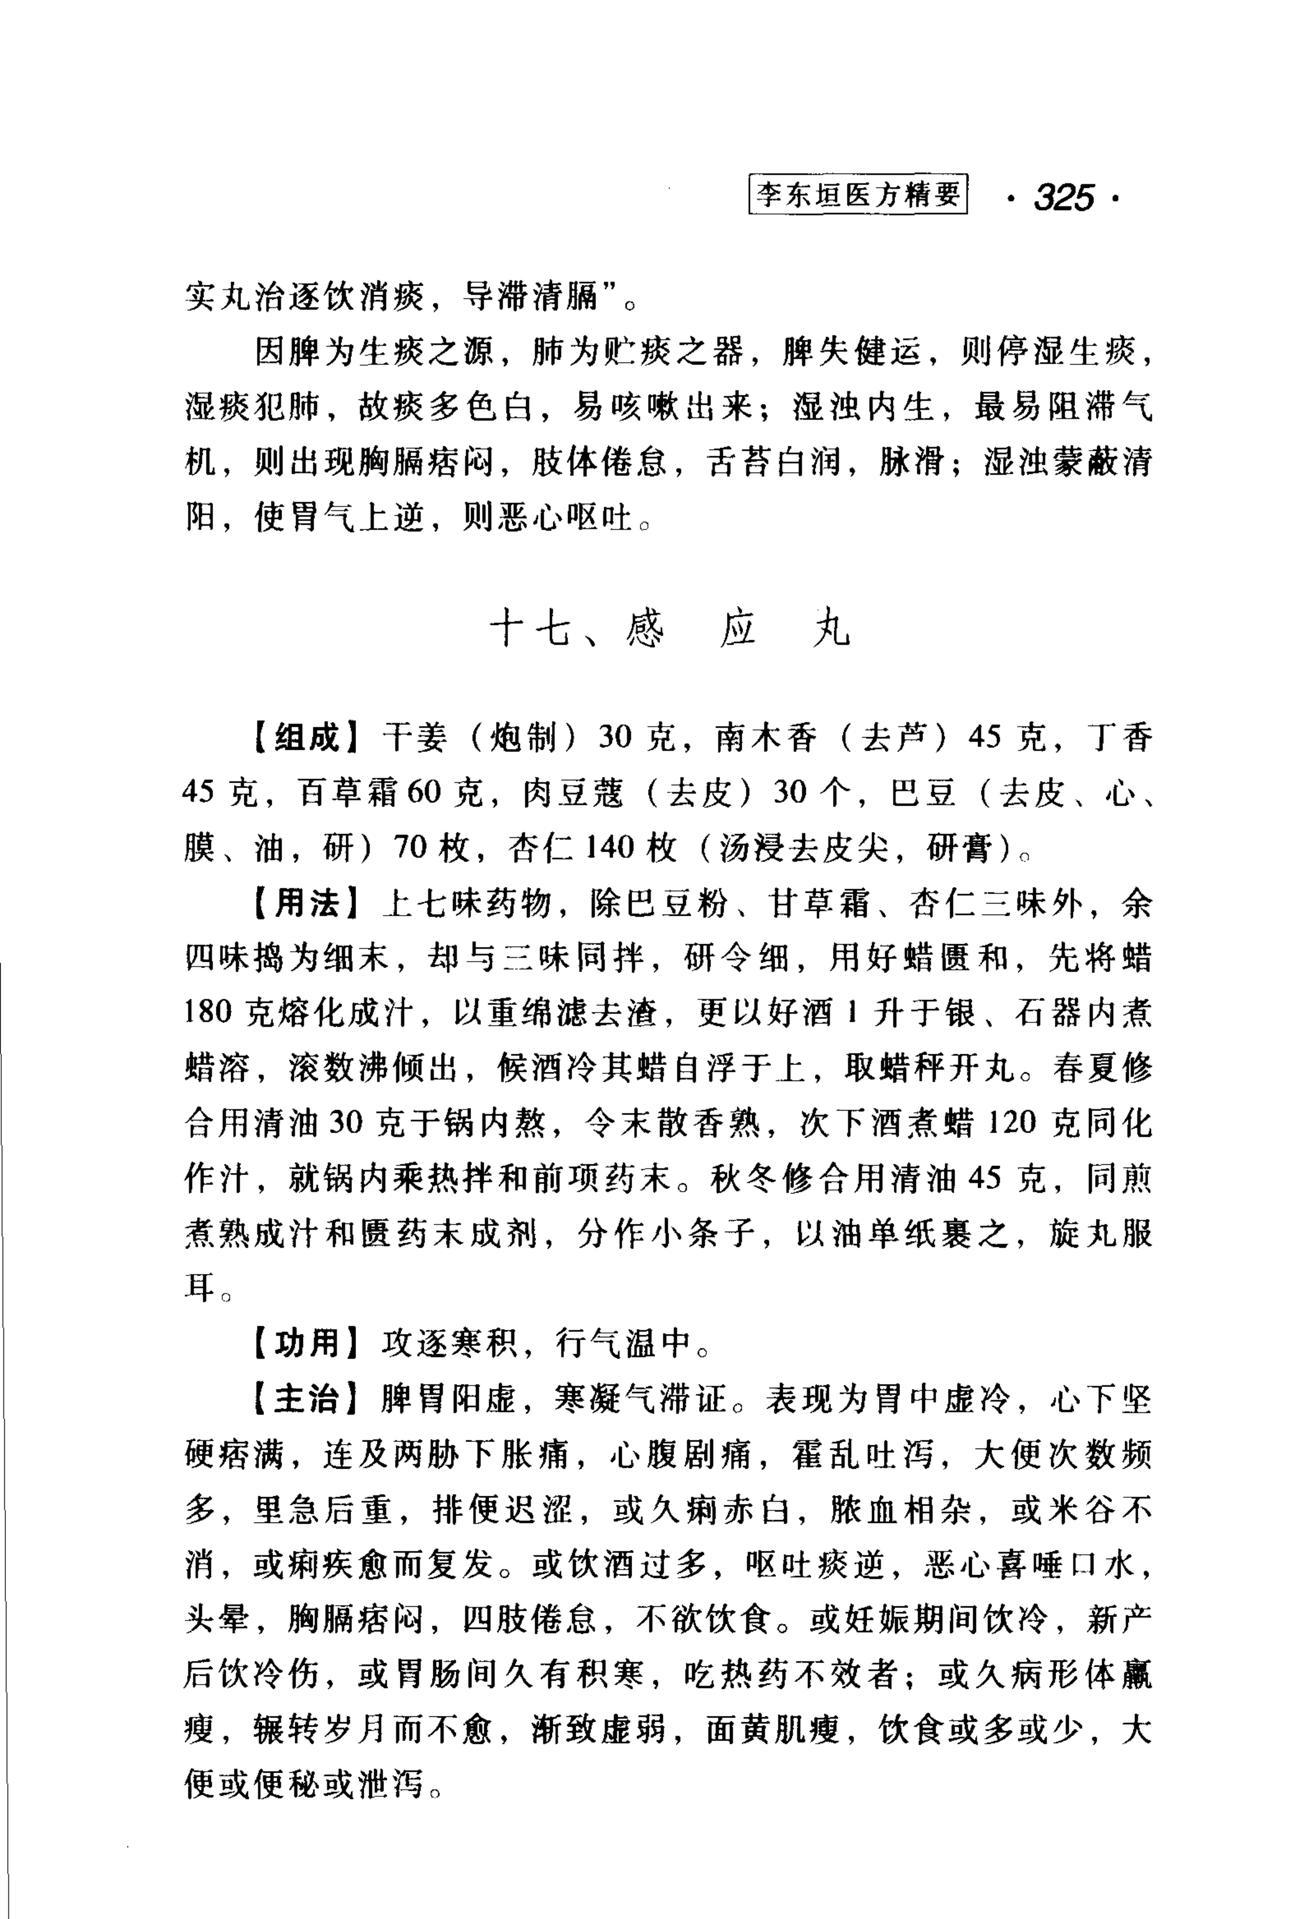 李东垣医方精要 ·325·
实丸治逐饮消痰，导滞清膈”。
因脾为生痰之源，肺为贮痰之器，脾失健运，则停湿生痰，
湿痰犯肺，故痰多色白，易咳嗽出来；湿浊内生，最易阻滞气
机，则出现胸膈痞闷，肢体倦怠，舌苔白润，脉滑；湿浊蒙蔽清
阳，使胃气上逆，则恶心呕吐。
十七、感 应 丸
【组成】干姜（炮制）30 克，南木香（去芦）45 克，丁香
45 克，百草霜 60 克，肉豆蔻（去皮）30 个，巴豆（去皮、心、
膜、油，研）70 枚，杏仁 140 枚（汤浸去皮尖，研膏）。
【用法】上七味药物，除巴豆粉、甘草霜、杏仁三味外，余
四味捣为细末，却与三味同拌，研令细，用好蜡匮和，先将蜡
180 克熔化成汁，以重绵滤去渣，更以好酒 1 升于银、石器内煮
蜡溶，滚数沸倾出，候酒冷其蜡自浮于上，取蜡秤开丸。春夏修
合用清油 30 克于锅内熬，令末散香熟，次下酒煮蜡 120 克同化
作汁，就锅内乘热拌和前项药末。秋冬修合用清油 45 克，同煎
煮熟成汁和匮药末成剂，分作小条子，以油单纸裹之，旋丸服
耳。
【功用】攻逐寒积，行气温中。
【主治】脾胃阳虚，寒凝气滞证。表现为胃中虚冷，心下坚
硬痞满，连及两胁下胀痛，心腹剧痛，霍乱吐泻，大便次数频
多，里急后重，排便迟涩，或久痢赤白，脓血相杂，或米谷不
消，或痢疾愈而复发。或饮酒过多，呕吐痰逆，恶心喜唾口水，
头晕，胸膈痞闷，四肢倦怠，不欲饮食。或妊娠期间饮冷，新产
后饮冷伤，或胃肠间久有积寒，吃热药不效者；或久病形体羸
瘦，辗转岁月而不愈，渐致虚弱，面黄肌瘦，饮食或多或少，大
便或便秘或泄泻。